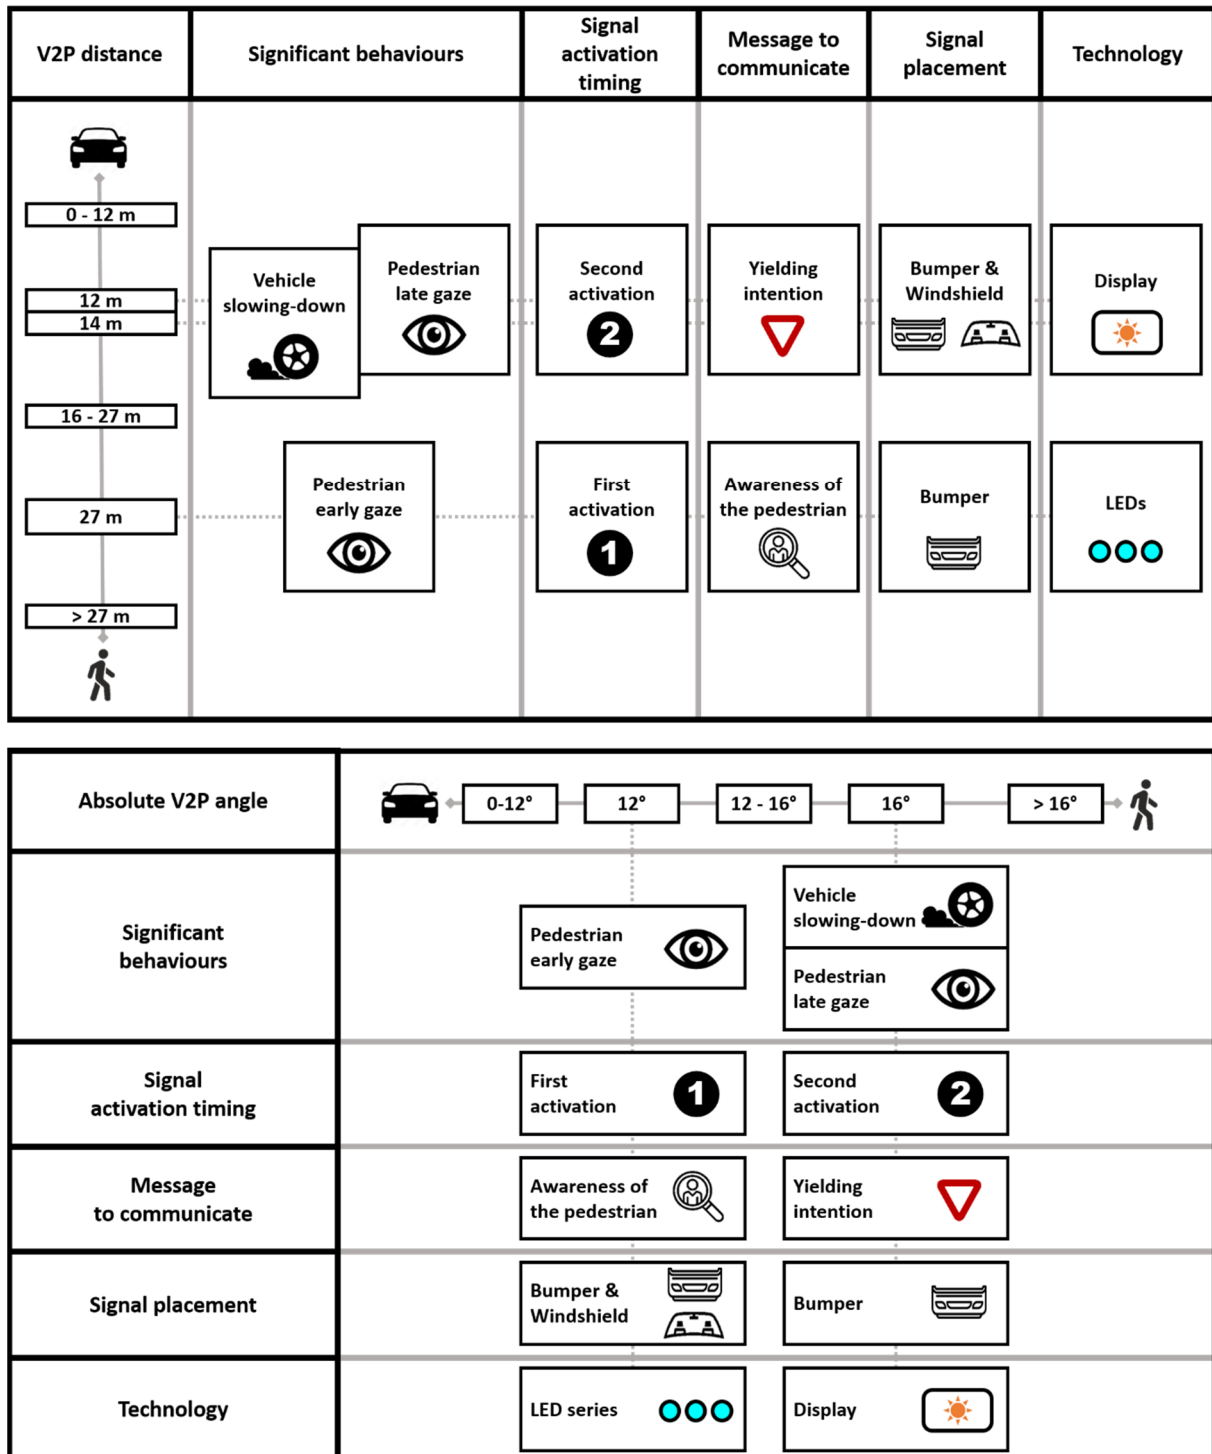 V2P distance
Significant behaviours
Signal
activation
timing
Message to
communicate
Signal
placement
Technology
0 - 12 m
12 m
14 m
16 - 27 m
27 m
> 27 m
Vehicle
slowing-down
Pedestrian
late gaze
Second
activation
2
Yielding
intention
Bumper &
Windshield
Display
Pedestrian
early gaze
First
activation
1
Awareness of
the pedestrian
Bumper
LEDs
Absolute V2P angle
0-12°
12°
12 - 16°
16°
> 16°
Significant
behaviours
Pedestrian
early gaze
Vehicle
slowing-down
Pedestrian
late gaze
Signal
activation timing
First
activation
1
Second
activation
2
Message
to communicate
Awareness of
the pedestrian
Yielding
intention
Signal placement
Bumper &
Windshield
Bumper
Technology
LED series
Display